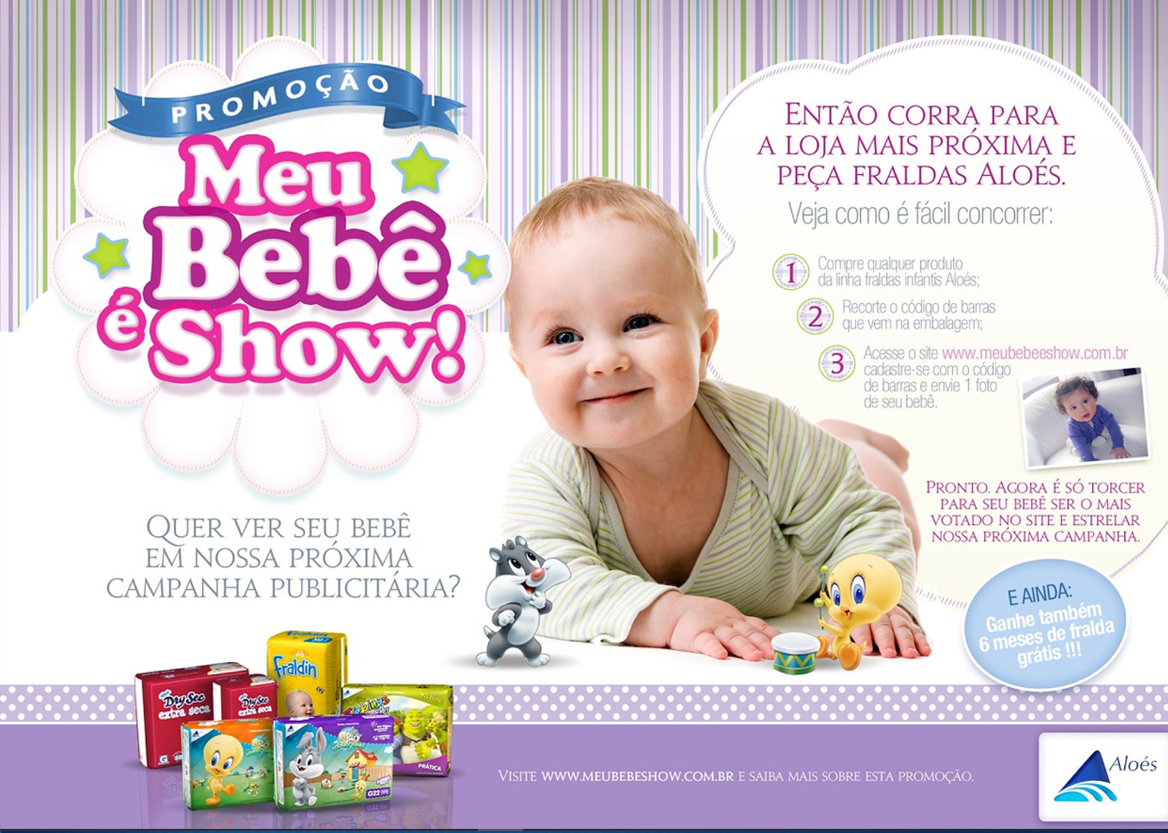 PROMOÇÃO
Meu
Bebê
é Show!
QUER VER SEU BEBÊ
EM NOSSA PRÓXIMA
CAMPANHA PUBLICITÁRIA?
ENTÃO CORRA PARA
A LOJA MAIS PRÓXIMA E
PEÇA FRALDAS ALOÉS.
Veja como é fácil concorrer:
1 Compre qualquer produto
da linha fraldas infantis Aloés;
2 Recorte o código de barras
que vem na embalagem;
3 Acesse o site www.meubebeeshow.com.br
cadastre-se com o código
de barras e envie 1 foto
de seu bebê.
PRONTO. AGORA É SÓ TORCER
PARA SEU BEBÊ SER O MAIS
VOTADO NO SITE E ESTRELAR
NOSSA PRÓXIMA CAMPANHA.
E AINDA:
Ganhe também
6 meses de fralda
grátis !!!
Fraldin
DrySec
extra seca
DrySec
extra seca
G
PRÁTICA
G22
VISITE WWW.MEUBEBESHOW.COM.BR E SAIBA MAIS SOBRE ESTA PROMOÇÃO.
Aloés